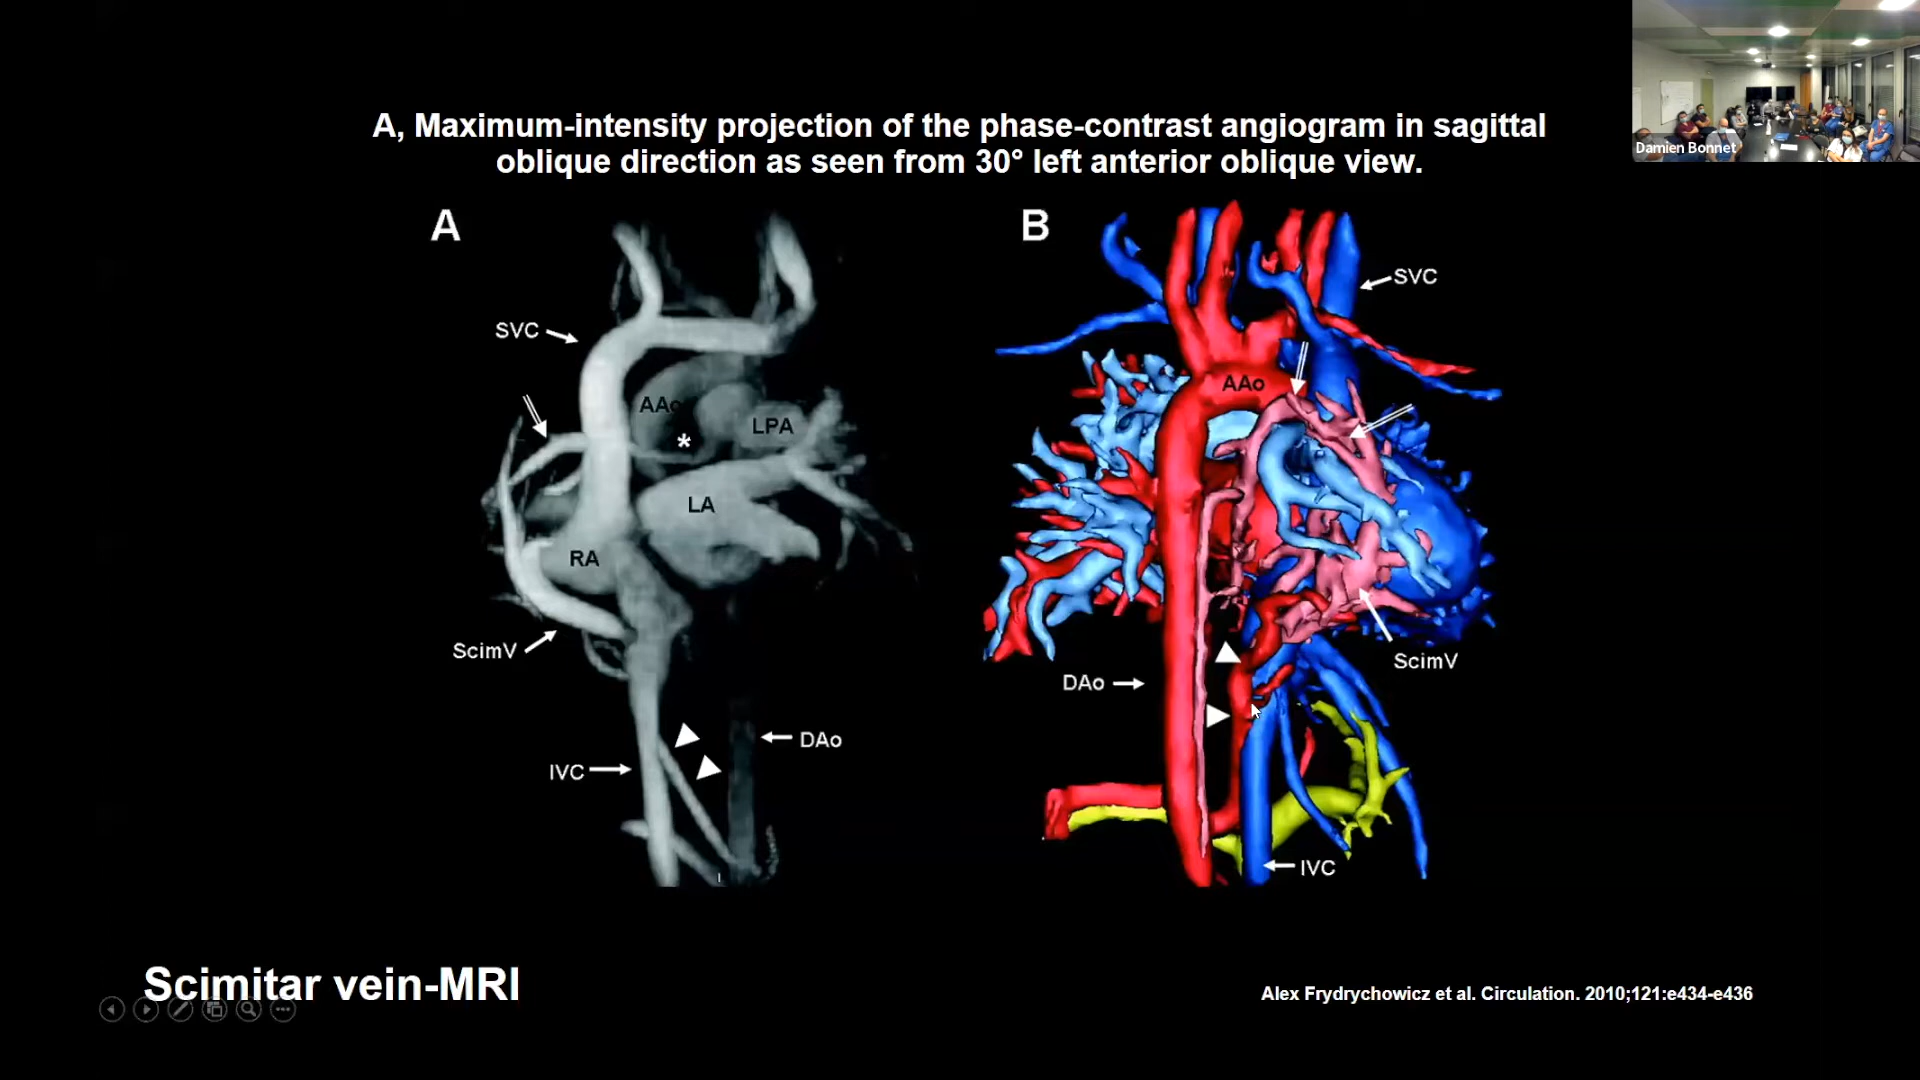 A, Maximum-intensity projection of the phase-contrast angiogram in sagittal
oblique direction as seen from 30° left anterior oblique view.
Damien Bonnet
A
SVC
AAo
*
LPA
LA
RA
ScimV
DAo
IVC
B
SVC
AAo
ScimV
DAo
IVC
Scimitar vein-MRI
Alex Frydrychowicz et al. Circulation. 2010;121:e434-e436